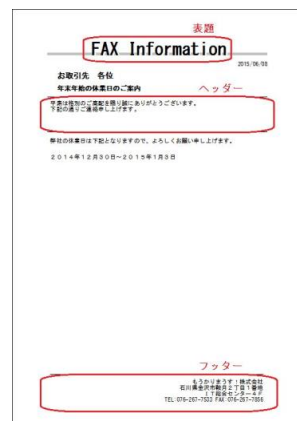 表題
FAX Information
2015/06/08
お取引先 各位
年末年始の休業日のご案内
ヘッダー
平素は格別のご高配を賜り誠にありがとうございます。
下記の通りご連絡申し上げます。
弊社の休業日は下記となりますので、よろしくお願い申し上げます。
2014年12月30日~2015年1月3日
フッター
もうかりまうす!株式会社
石川県金沢市鞍月2丁目1番地
IT総合センター4F
TEL:076-267-7533 FAX:076-267-7856